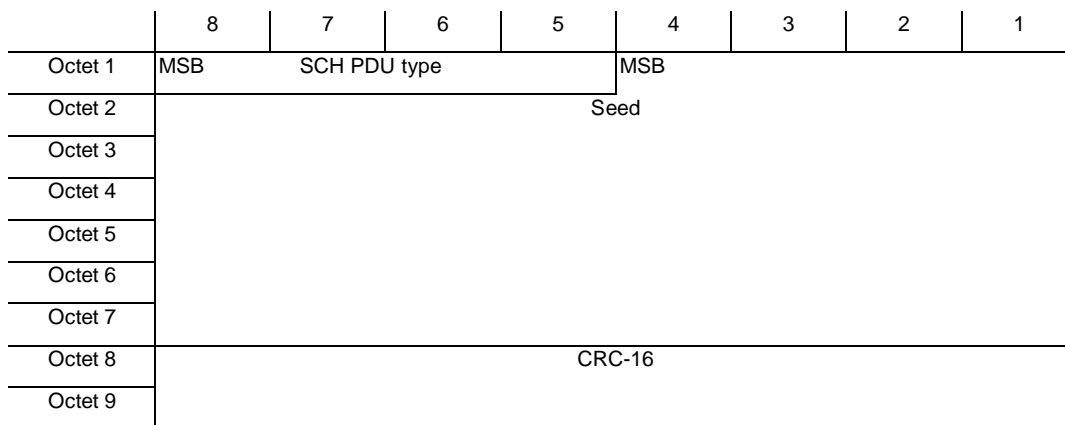 8 7 6 5 4 3 2 1
Octet 1 MSB SCH PDU type MSB
Octet 2 Seed
Octet 3
Octet 4
Octet 5
Octet 6
Octet 7
Octet 8 CRC-16
Octet 9